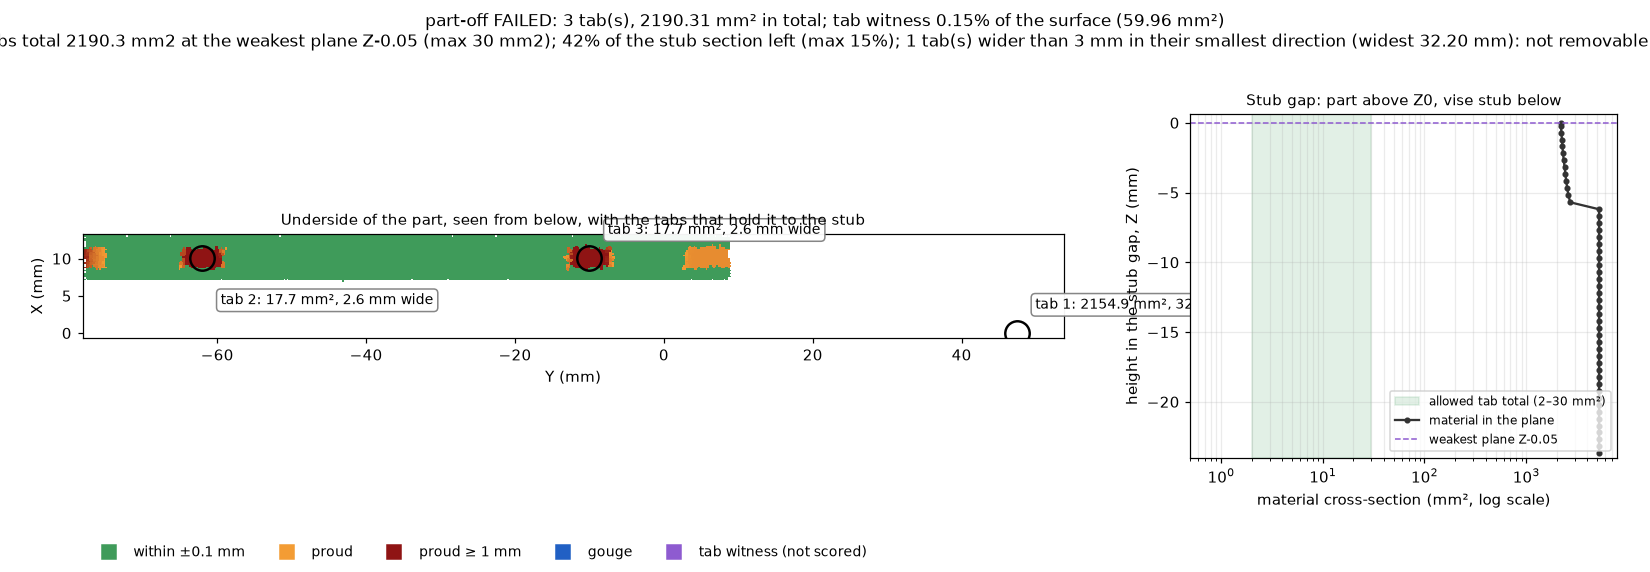 part-off FAILED: 3 tab(s), 2190.31 mm² in total; tab witness 0.15% of the surface (59.96 mm²)
bs total 2190.3 mm2 at the weakest plane Z-0.05 (max 30 mm2); 42% of the stub section left (max 15%); 1 tab(s) wider than 3 mm in their smallest direction (widest 32.20 mm): not removable
Underside of the part, seen from below, with the tabs that hold it to the stub
tab 3: 17.7 mm², 2.6 mm wide
tab 2: 17.7 mm², 2.6 mm wide
tab 1: 2154.9 mm², 32
X (mm)
10
5
0
−60
−40
−20
0
20
40
Y (mm)
Stub gap: part above Z0, vise stub below
height in the stub gap, Z (mm)
0
−5
−10
−15
−20
allowed tab total (2–30 mm²)
material in the plane
weakest plane Z-0.05
10⁰
10¹
10²
10³
material cross-section (mm², log scale)
within ±0.1 mm
proud
proud ≥ 1 mm
gouge
tab witness (not scored)